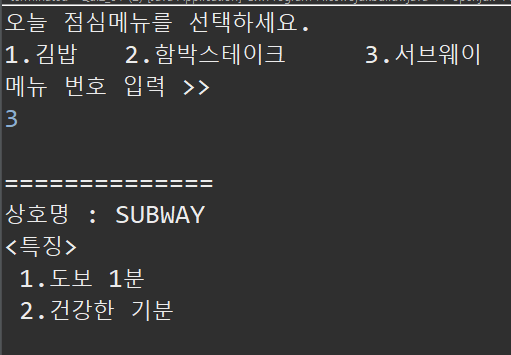 오늘 점심메뉴를 선택하세요.
1.김밥 2.함박스테이크 3.서브웨이
메뉴 번호 입력 >>
3
==============
상호명 : SUBWAY
<특징>
1.도보 1분
2.건강한 기분